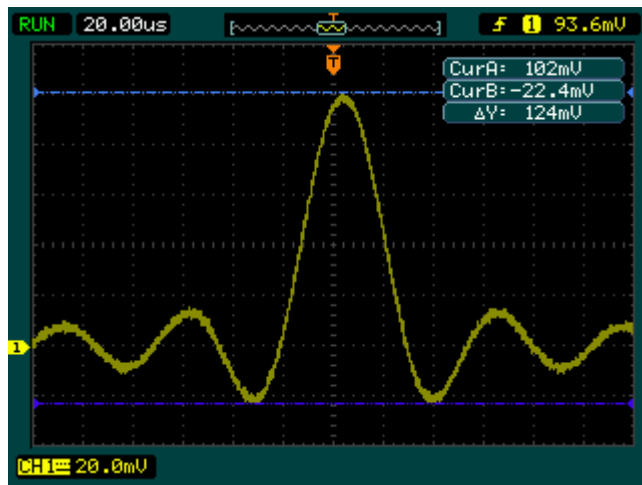 RUN 20.00us T 1 93.6mV
T
CurA: 102mV
CurB:-22.4mV
ΔY: 124mV
1
CH1 20.0mV